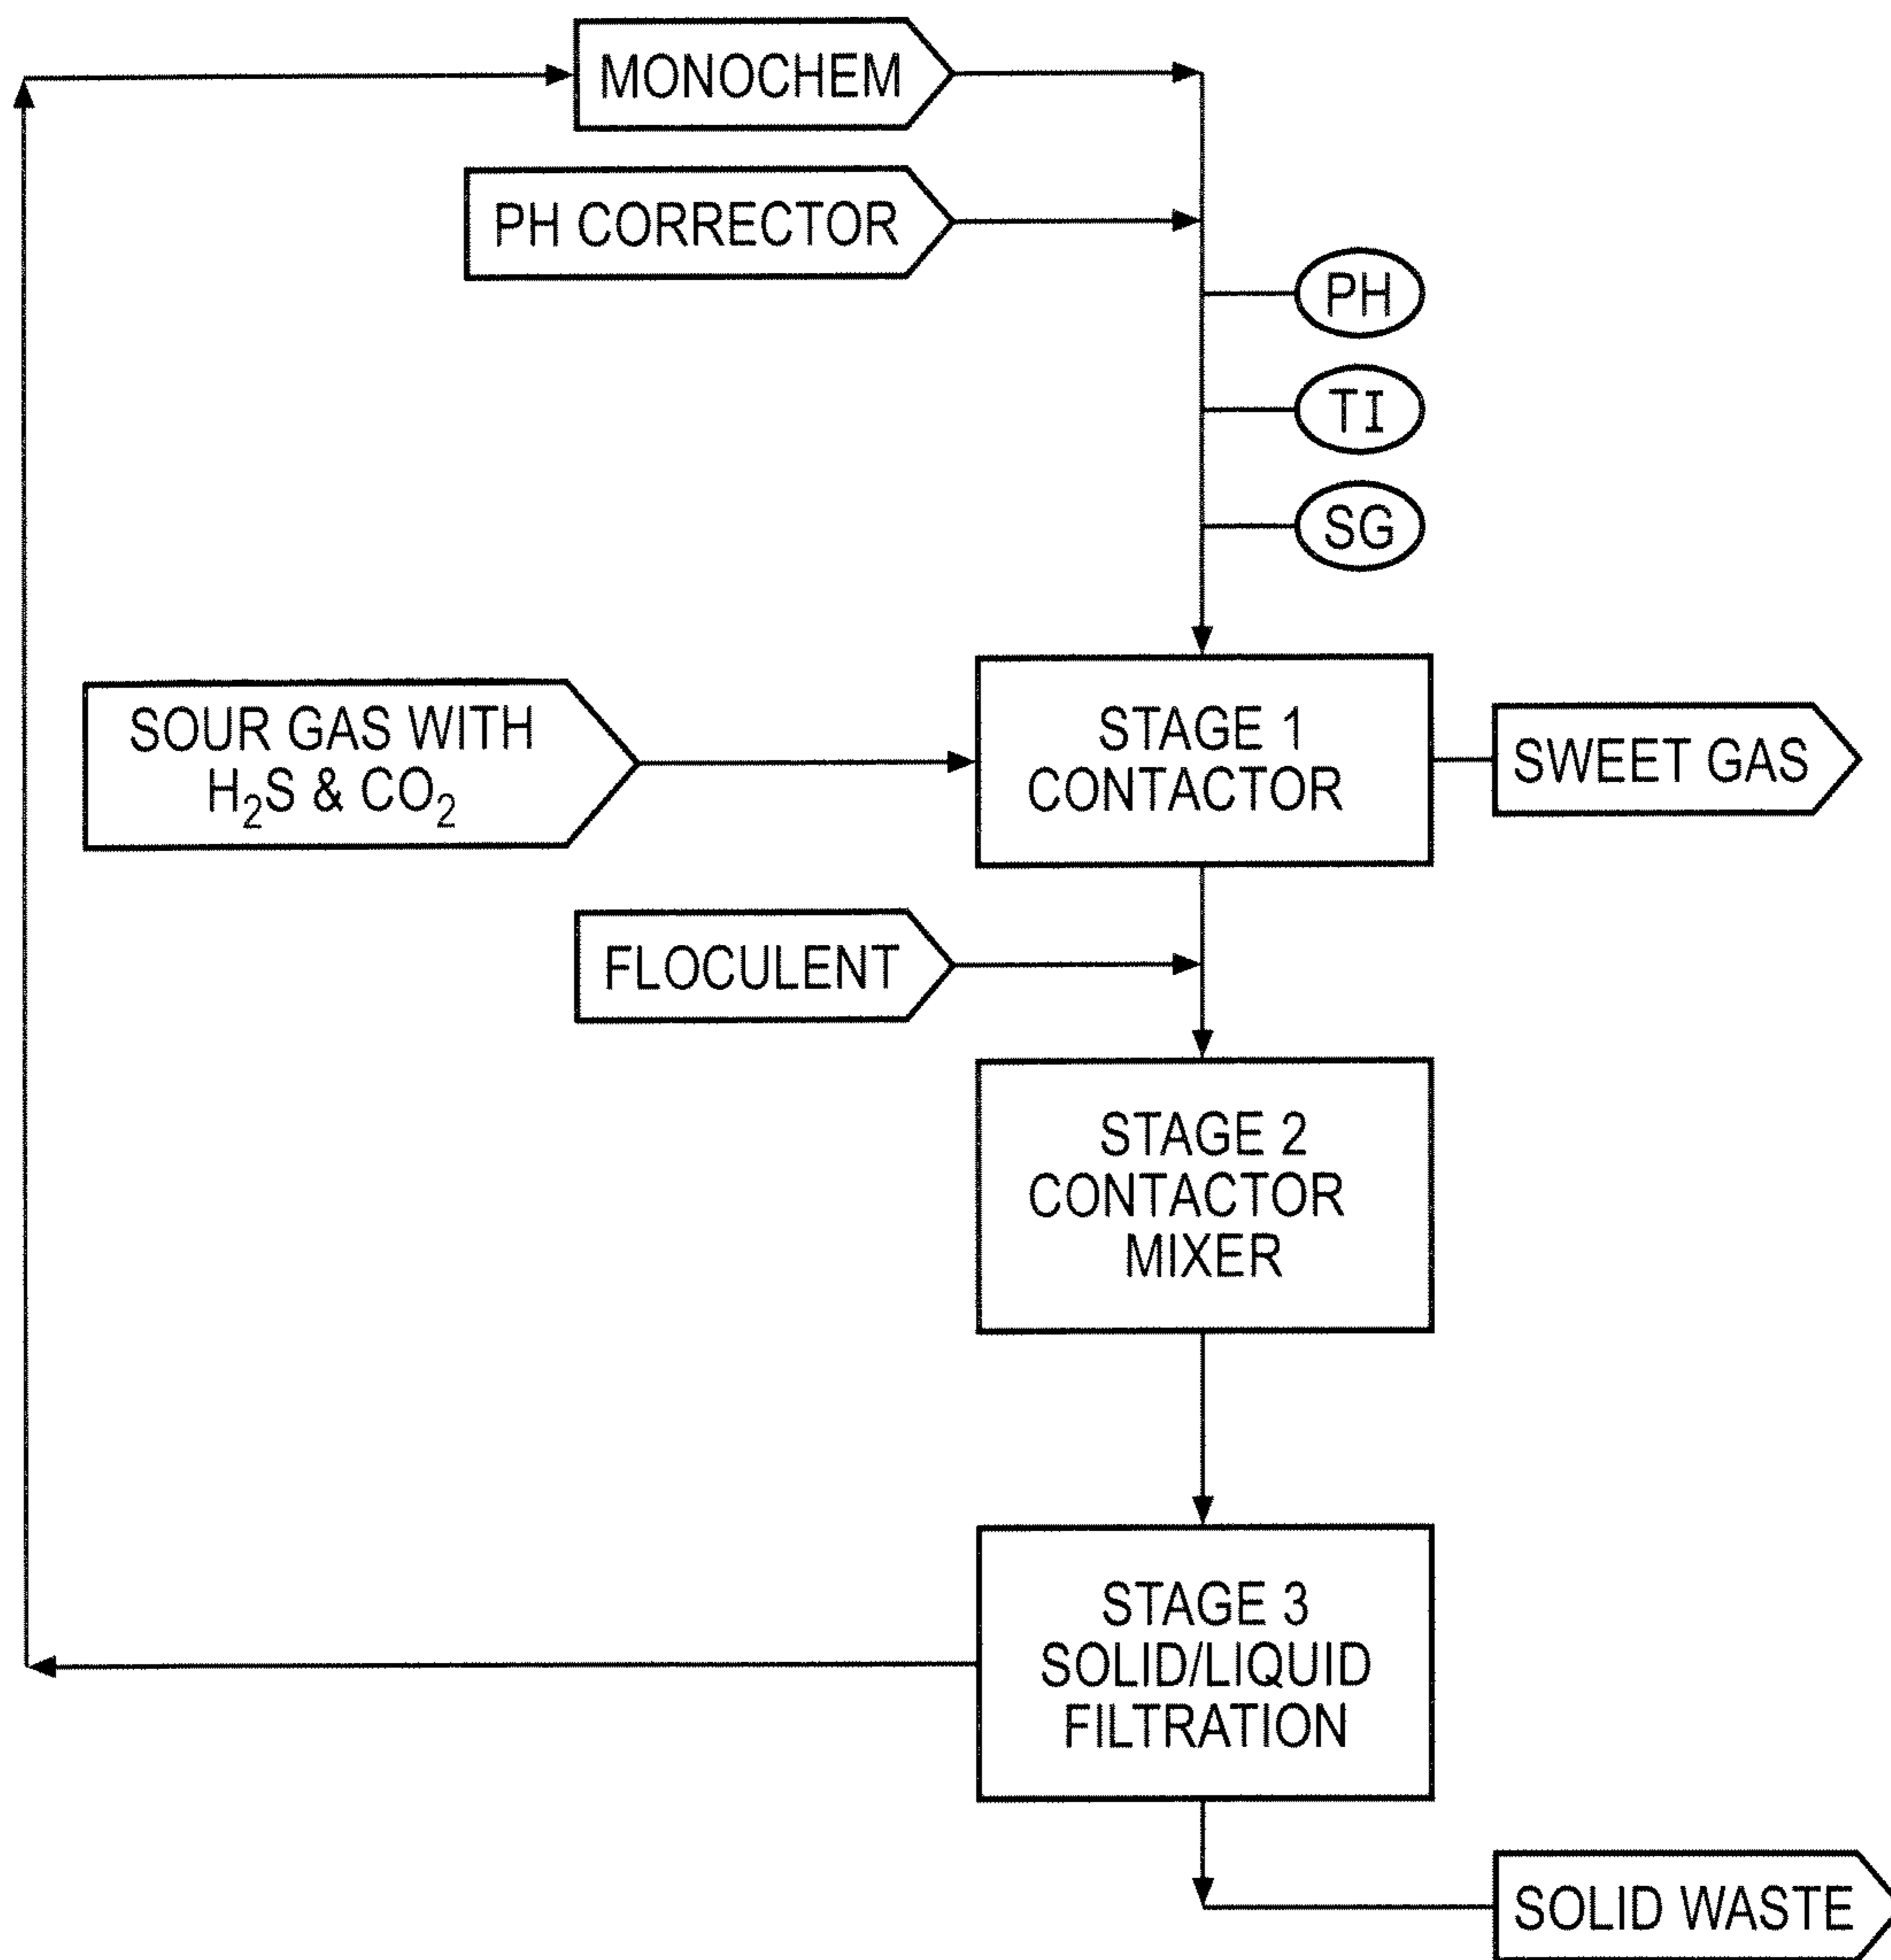 MONOCHEM
PH CORRECTOR
PH
TI
SG
SOUR GAS WITH
H₂S & CO₂
STAGE 1
CONTACTOR
SWEET GAS
FLOCULENT
STAGE 2
CONTACTOR
MIXER
STAGE 3
SOLID/LIQUID
FILTRATION
SOLID WASTE